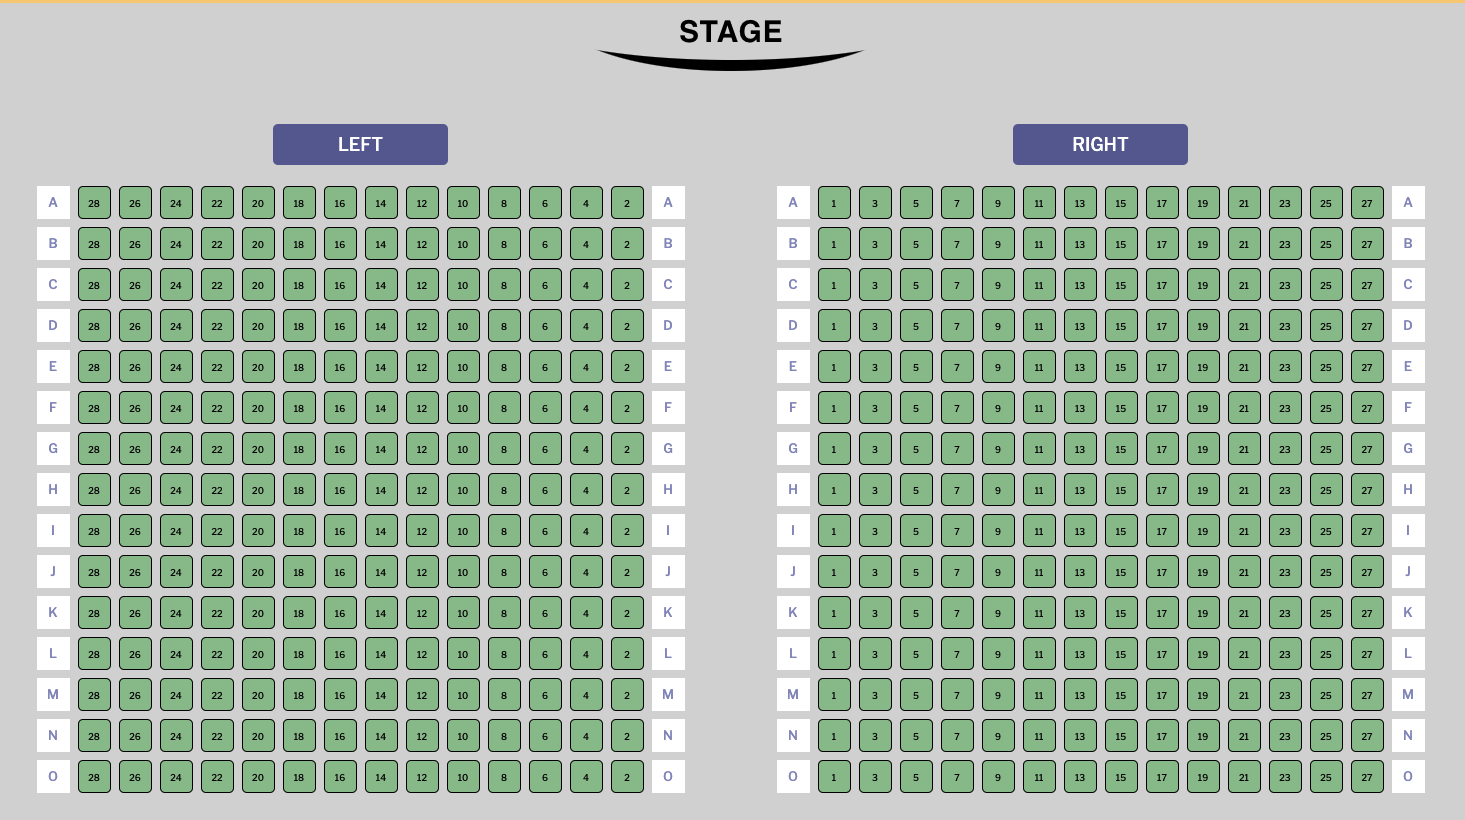 STAGE
LEFT RIGHT
A 28 26 24 22 20 18 16 14 12 10 8 6 4 2 A A 1 3 5 7 9 11 13 15 17 19 21 23 25 27 A
B 28 26 24 22 20 18 16 14 12 10 8 6 4 2 B B 1 3 5 7 9 11 13 15 17 19 21 23 25 27 B
C 28 26 24 22 20 18 16 14 12 10 8 6 4 2 C C 1 3 5 7 9 11 13 15 17 19 21 23 25 27 C
D 28 26 24 22 20 18 16 14 12 10 8 6 4 2 D D 1 3 5 7 9 11 13 15 17 19 21 23 25 27 D
E 28 26 24 22 20 18 16 14 12 10 8 6 4 2 E E 1 3 5 7 9 11 13 15 17 19 21 23 25 27 E
F 28 26 24 22 20 18 16 14 12 10 8 6 4 2 F F 1 3 5 7 9 11 13 15 17 19 21 23 25 27 F
G 28 26 24 22 20 18 16 14 12 10 8 6 4 2 G G 1 3 5 7 9 11 13 15 17 19 21 23 25 27 G
H 28 26 24 22 20 18 16 14 12 10 8 6 4 2 H H 1 3 5 7 9 11 13 15 17 19 21 23 25 27 H
I 28 26 24 22 20 18 16 14 12 10 8 6 4 2 I I 1 3 5 7 9 11 13 15 17 19 21 23 25 27 I
J 28 26 24 22 20 18 16 14 12 10 8 6 4 2 J J 1 3 5 7 9 11 13 15 17 19 21 23 25 27 J
K 28 26 24 22 20 18 16 14 12 10 8 6 4 2 K K 1 3 5 7 9 11 13 15 17 19 21 23 25 27 K
L 28 26 24 22 20 18 16 14 12 10 8 6 4 2 L L 1 3 5 7 9 11 13 15 17 19 21 23 25 27 L
M 28 26 24 22 20 18 16 14 12 10 8 6 4 2 M M 1 3 5 7 9 11 13 15 17 19 21 23 25 27 M
N 28 26 24 22 20 18 16 14 12 10 8 6 4 2 N N 1 3 5 7 9 11 13 15 17 19 21 23 25 27 N
O 28 26 24 22 20 18 16 14 12 10 8 6 4 2 O O 1 3 5 7 9 11 13 15 17 19 21 23 25 27 O